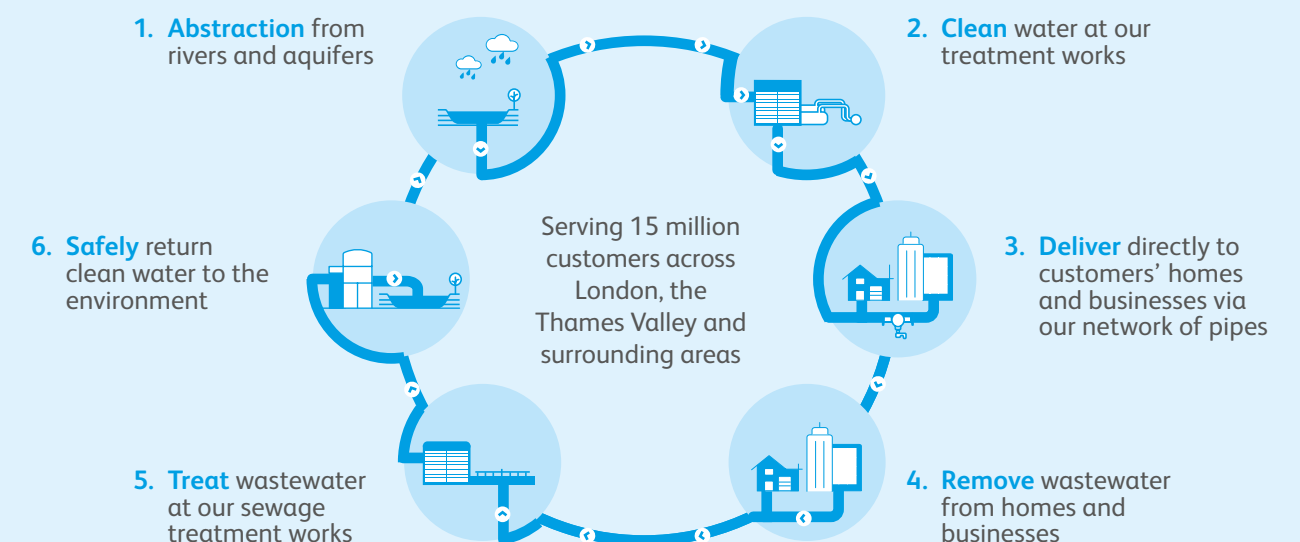 1. Abstraction from
rivers and aquifers
2. Clean water at our
treatment works
3. Deliver directly to
customers’ homes
and businesses via
our network of pipes
4. Remove wastewater
from homes and
businesses
5. Treat wastewater
at our sewage
treatment works
6. Safely return
clean water to the
environment
Serving 15 million
customers across
London, the
Thames Valley and
surrounding areas